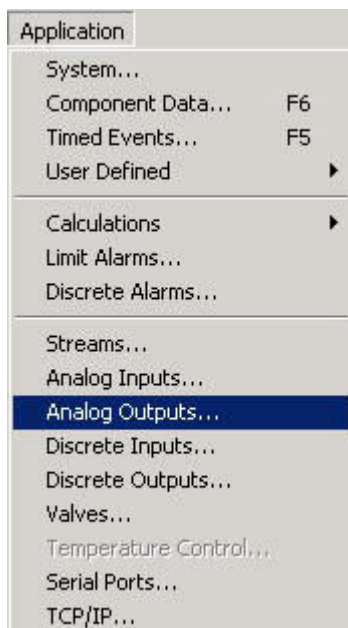 Application
System...
Component Data... F6
Timed Events... F5
User Defined
Calculations
Limit Alarms...
Discrete Alarms...
Streams...
Analog Inputs...
Analog Outputs...
Discrete Inputs...
Discrete Outputs...
Valves...
Temperature Control...
Serial Ports...
TCP/IP...